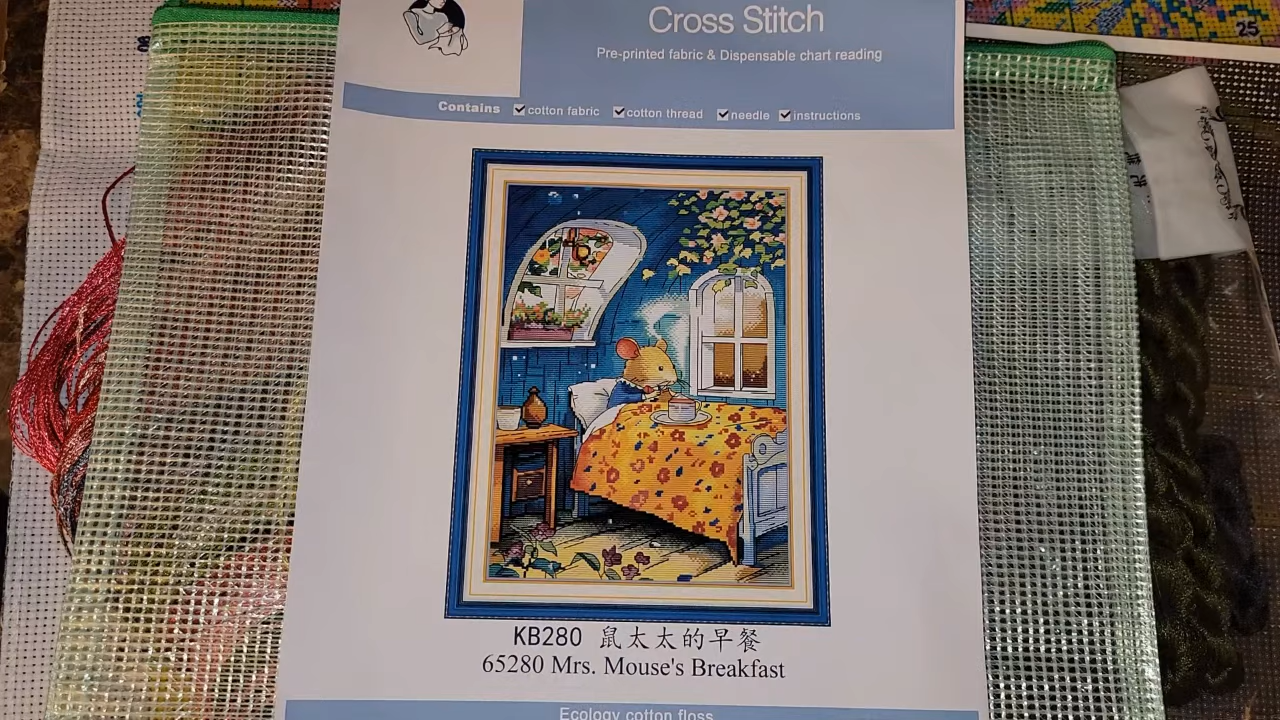 Cross Stitch
Pre-printed fabric & Dispensable chart reading
Contains cotton fabric cotton thread needle instructions
25
KB280 鼠太太的早餐
65280 Mrs. Mouse's Breakfast
Ecology cotton floss